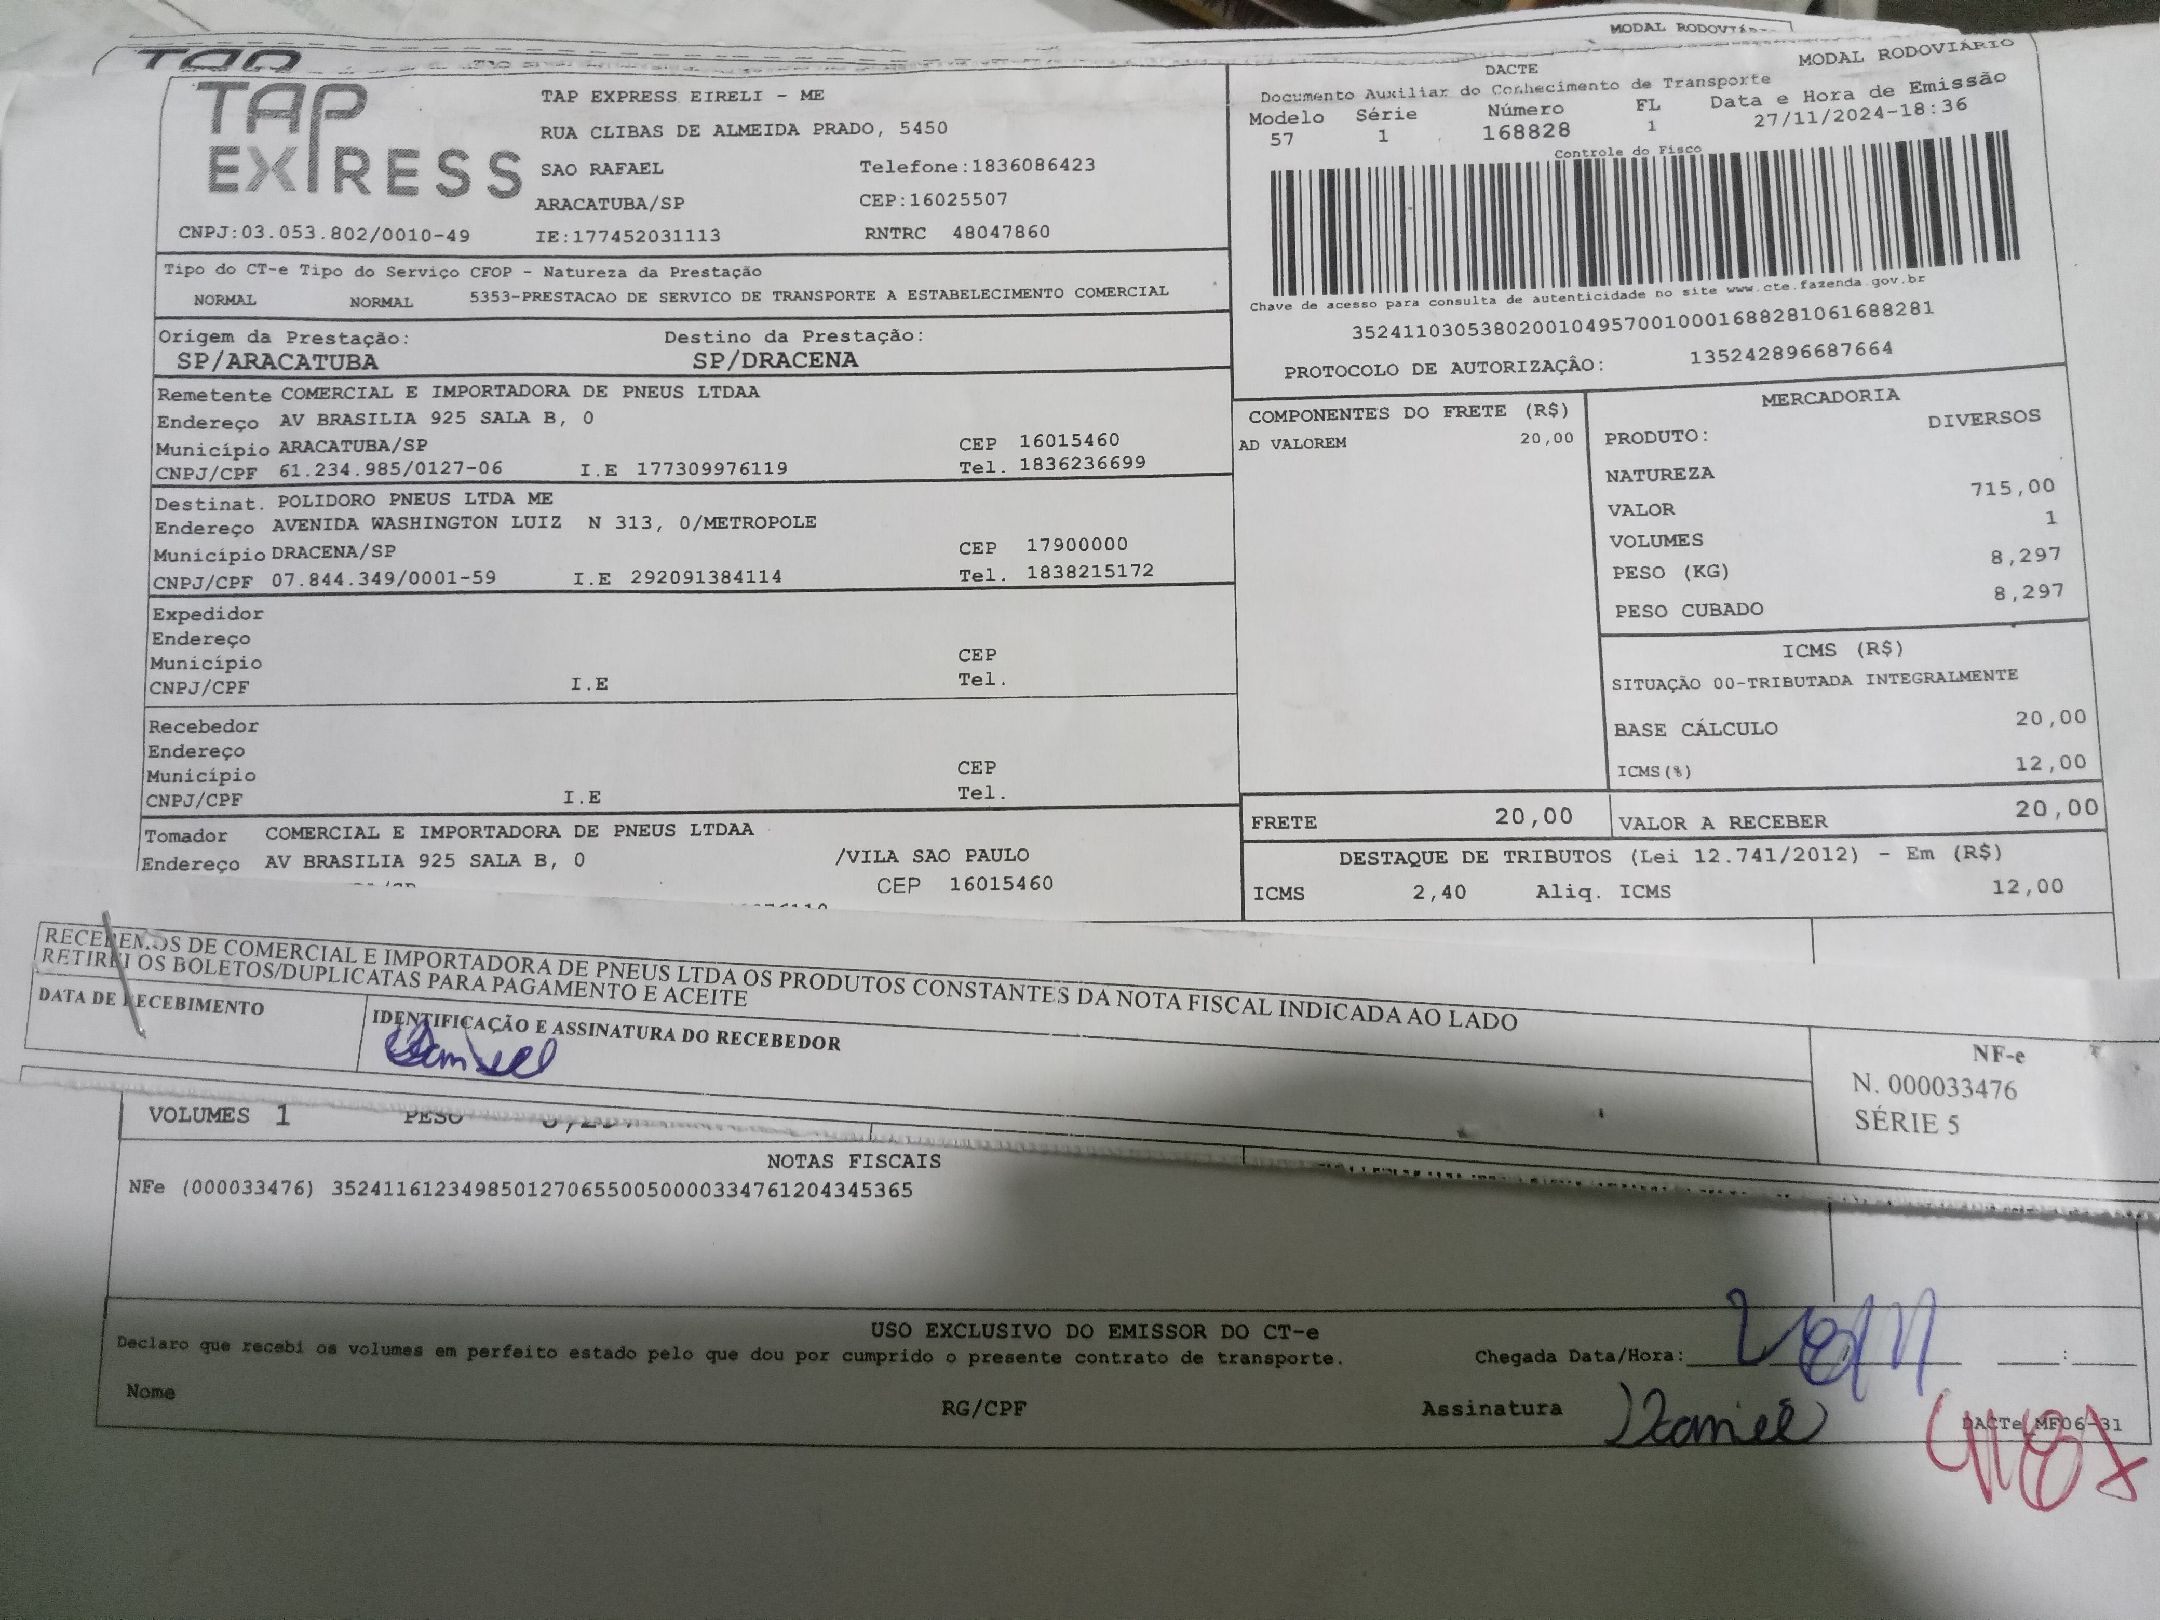 MODAL RODOVIÁRIO
TAP EXPRESS
TAP EXPRESS EIRELI - ME
RUA CLIBAS DE ALMEIDA PRADO, 5450
SAO RAFAEL Telefone:1836086423
ARACATUBA/SP CEP:16025507
CNPJ:03.053.802/0010-49 IE:177452031113 RNTRC 48047860
DACTE
Documento Auxiliar do Conhecimento de Transporte
Modelo Série Número FL Data e Hora de Emissão
57 1 168828 1 27/11/2024-18:36
Controle do Fisco
Chave de acesso para consulta de autenticidade no site www.cte.fazenda.gov.br
35241103053802001049570010001688281061688281
PROTOCOLO DE AUTORIZAÇÃO: 135242896687664
Tipo do CT-e Tipo do Serviço CFOP - Natureza da Prestação
NORMAL NORMAL 5353-PRESTACAO DE SERVICO DE TRANSPORTE A ESTABELECIMENTO COMERCIAL
Origem da Prestação: Destino da Prestação:
SP/ARACATUBA SP/DRACENA
Remetente COMERCIAL E IMPORTADORA DE PNEUS LTDAA
Endereço AV BRASILIA 925 SALA B, 0
Município ARACATUBA/SP CEP 16015460
CNPJ/CPF 61.234.985/0127-06 I.E 177309976119 Tel. 1836236699
Destinat. POLIDORO PNEUS LTDA ME
Endereço AVENIDA WASHINGTON LUIZ N 313, 0/METROPOLE
Município DRACENA/SP CEP 17900000
CNPJ/CPF 07.844.349/0001-59 I.E 292091384114 Tel. 1838215172
Expedidor
Endereço
Município CEP
CNPJ/CPF I.E Tel.
Recebedor
Endereço
Município CEP
CNPJ/CPF I.E Tel.
Tomador COMERCIAL E IMPORTADORA DE PNEUS LTDAA
Endereço AV BRASILIA 925 SALA B, 0 /VILA SAO PAULO
CEP 16015460
COMPONENTES DO FRETE (R$)
AD VALOREM 20,00
MERCADORIA
PRODUTO: DIVERSOS
NATUREZA
VALOR 715,00
VOLUMES 1
PESO (KG) 8,297
PESO CUBADO 8,297
ICMS (R$)
SITUAÇÃO 00-TRIBUTADA INTEGRALMENTE
BASE CÁLCULO 20,00
ICMS(%) 12,00
FRETE 20,00 VALOR A RECEBER 20,00
DESTAQUE DE TRIBUTOS (Lei 12.741/2012) - Em (R$)
ICMS 2,40 Aliq. ICMS 12,00
RECEBEMOS DE COMERCIAL E IMPORTADORA DE PNEUS LTDA OS PRODUTOS CONSTANTES DA NOTA FISCAL INDICADA AO LADO
RETIREI OS BOLETOS/DUPLICATAS PARA PAGAMENTO E ACEITE
DATA DE RECEBIMENTO IDENTIFICAÇÃO E ASSINATURA DO RECEBEDOR
Daniel
NF-e
N. 000033476
SÉRIE 5
VOLUMES 1 PESO
NOTAS FISCAIS
NFe (000033476) 35241161234985012706550050000334761204345365
USO EXCLUSIVO DO EMISSOR DO CT-e
Declaro que recebi os volumes em perfeito estado pelo que dou por cumprido o presente contrato de transporte. Chegada Data/Hora:
Nome RG/CPF Assinatura Daniel
DACTe_MF06-31